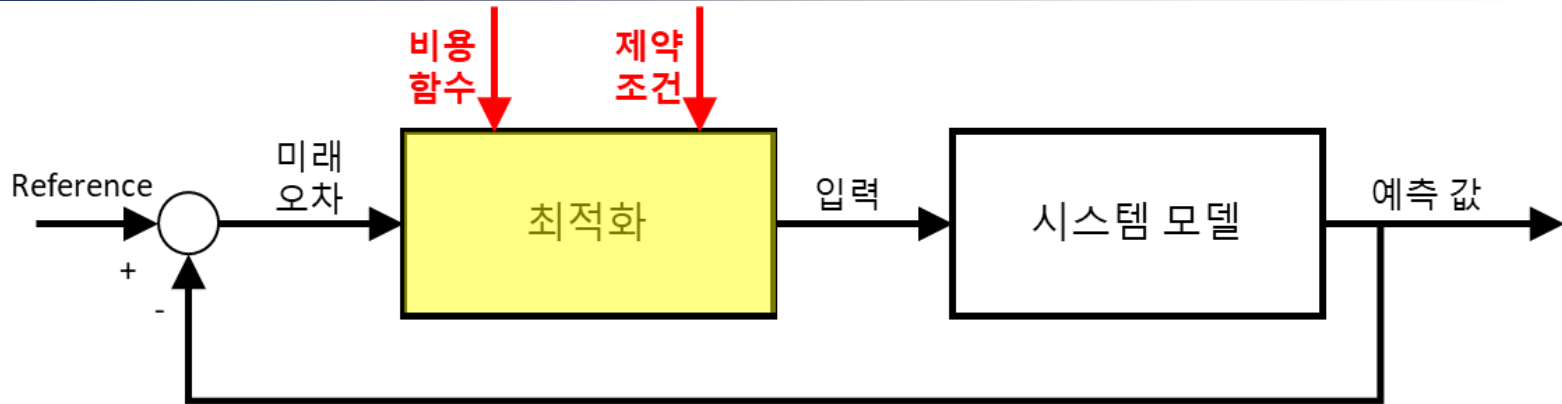 비용
함수
제약
조건
Reference
미래
오차
최적화
입력
시스템 모델
예측 값
+
-